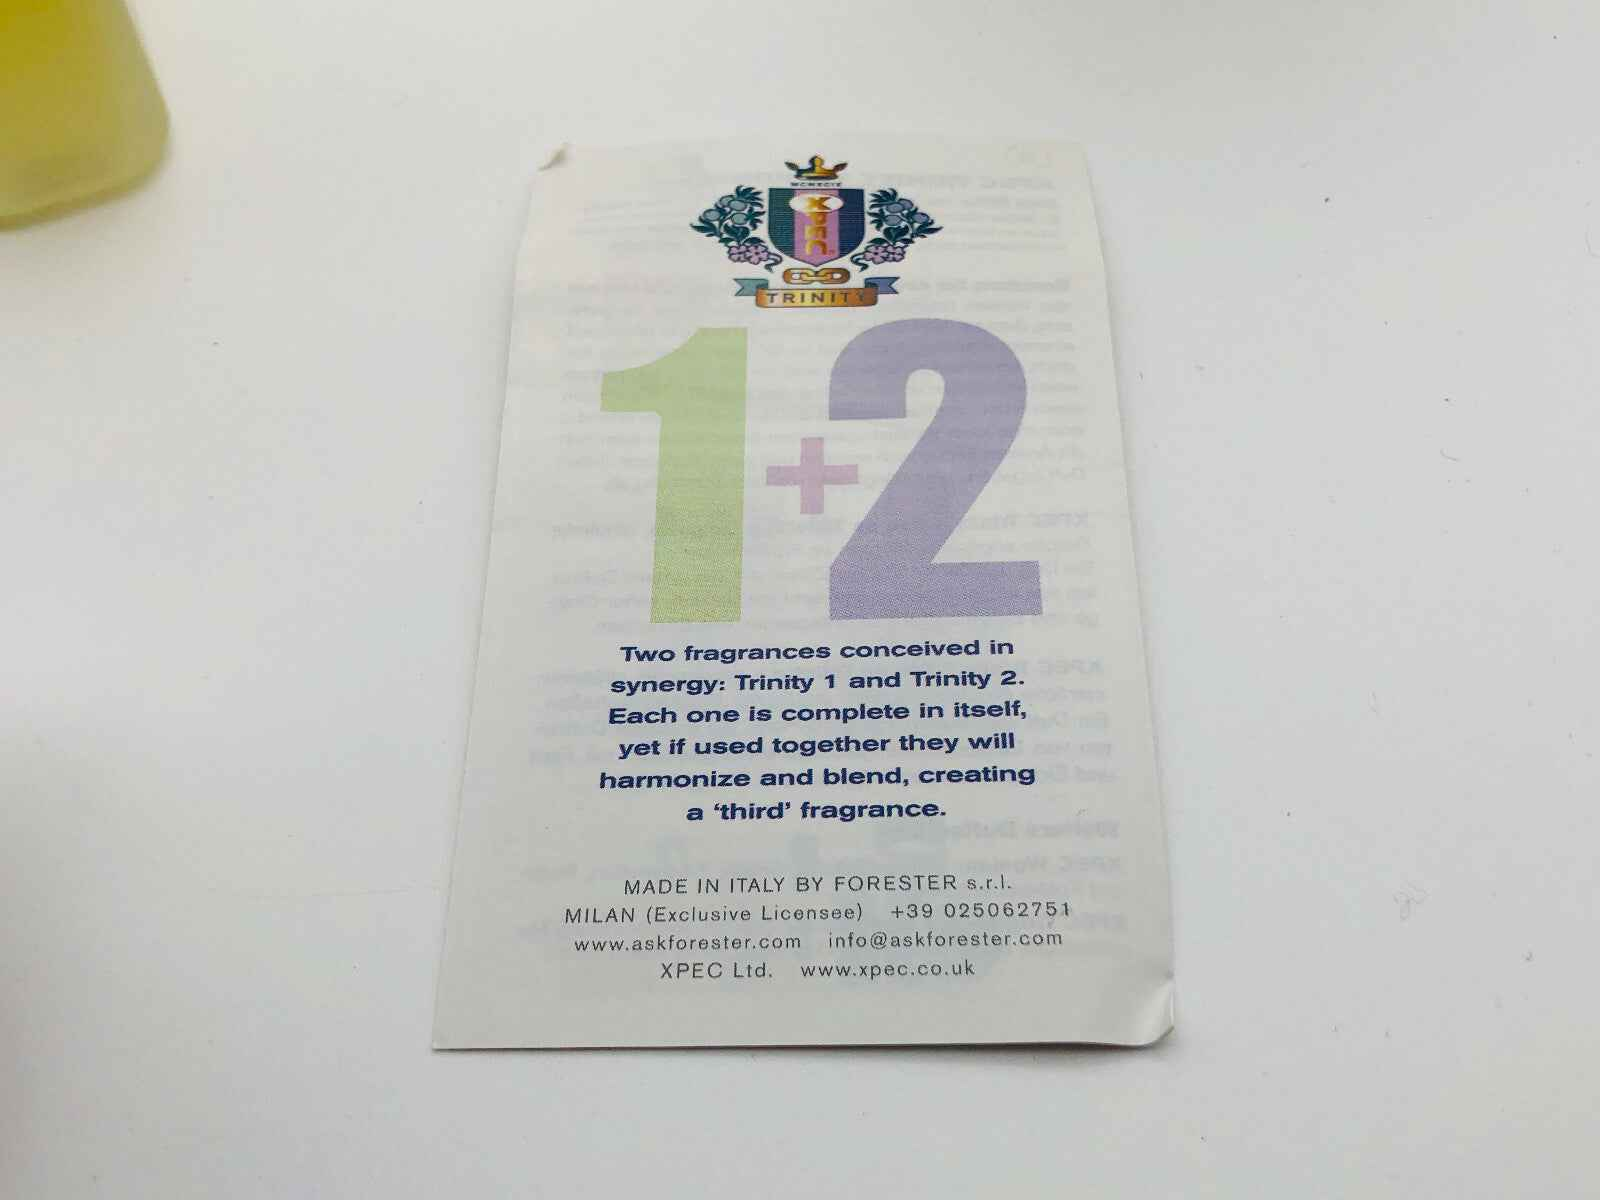 MCMXCIX
XPEC
TRINITY
1+2
Two fragrances conceived in
synergy: Trinity 1 and Trinity 2.
Each one is complete in itself,
yet if used together they will
harmonize and blend, creating
a ‘third’ fragrance.
MADE IN ITALY BY FORESTER s.r.l.
MILAN (Exclusive Licensee) +39 025062751
www.askforester.com info@askforester.com
XPEC Ltd. www.xpec.co.uk